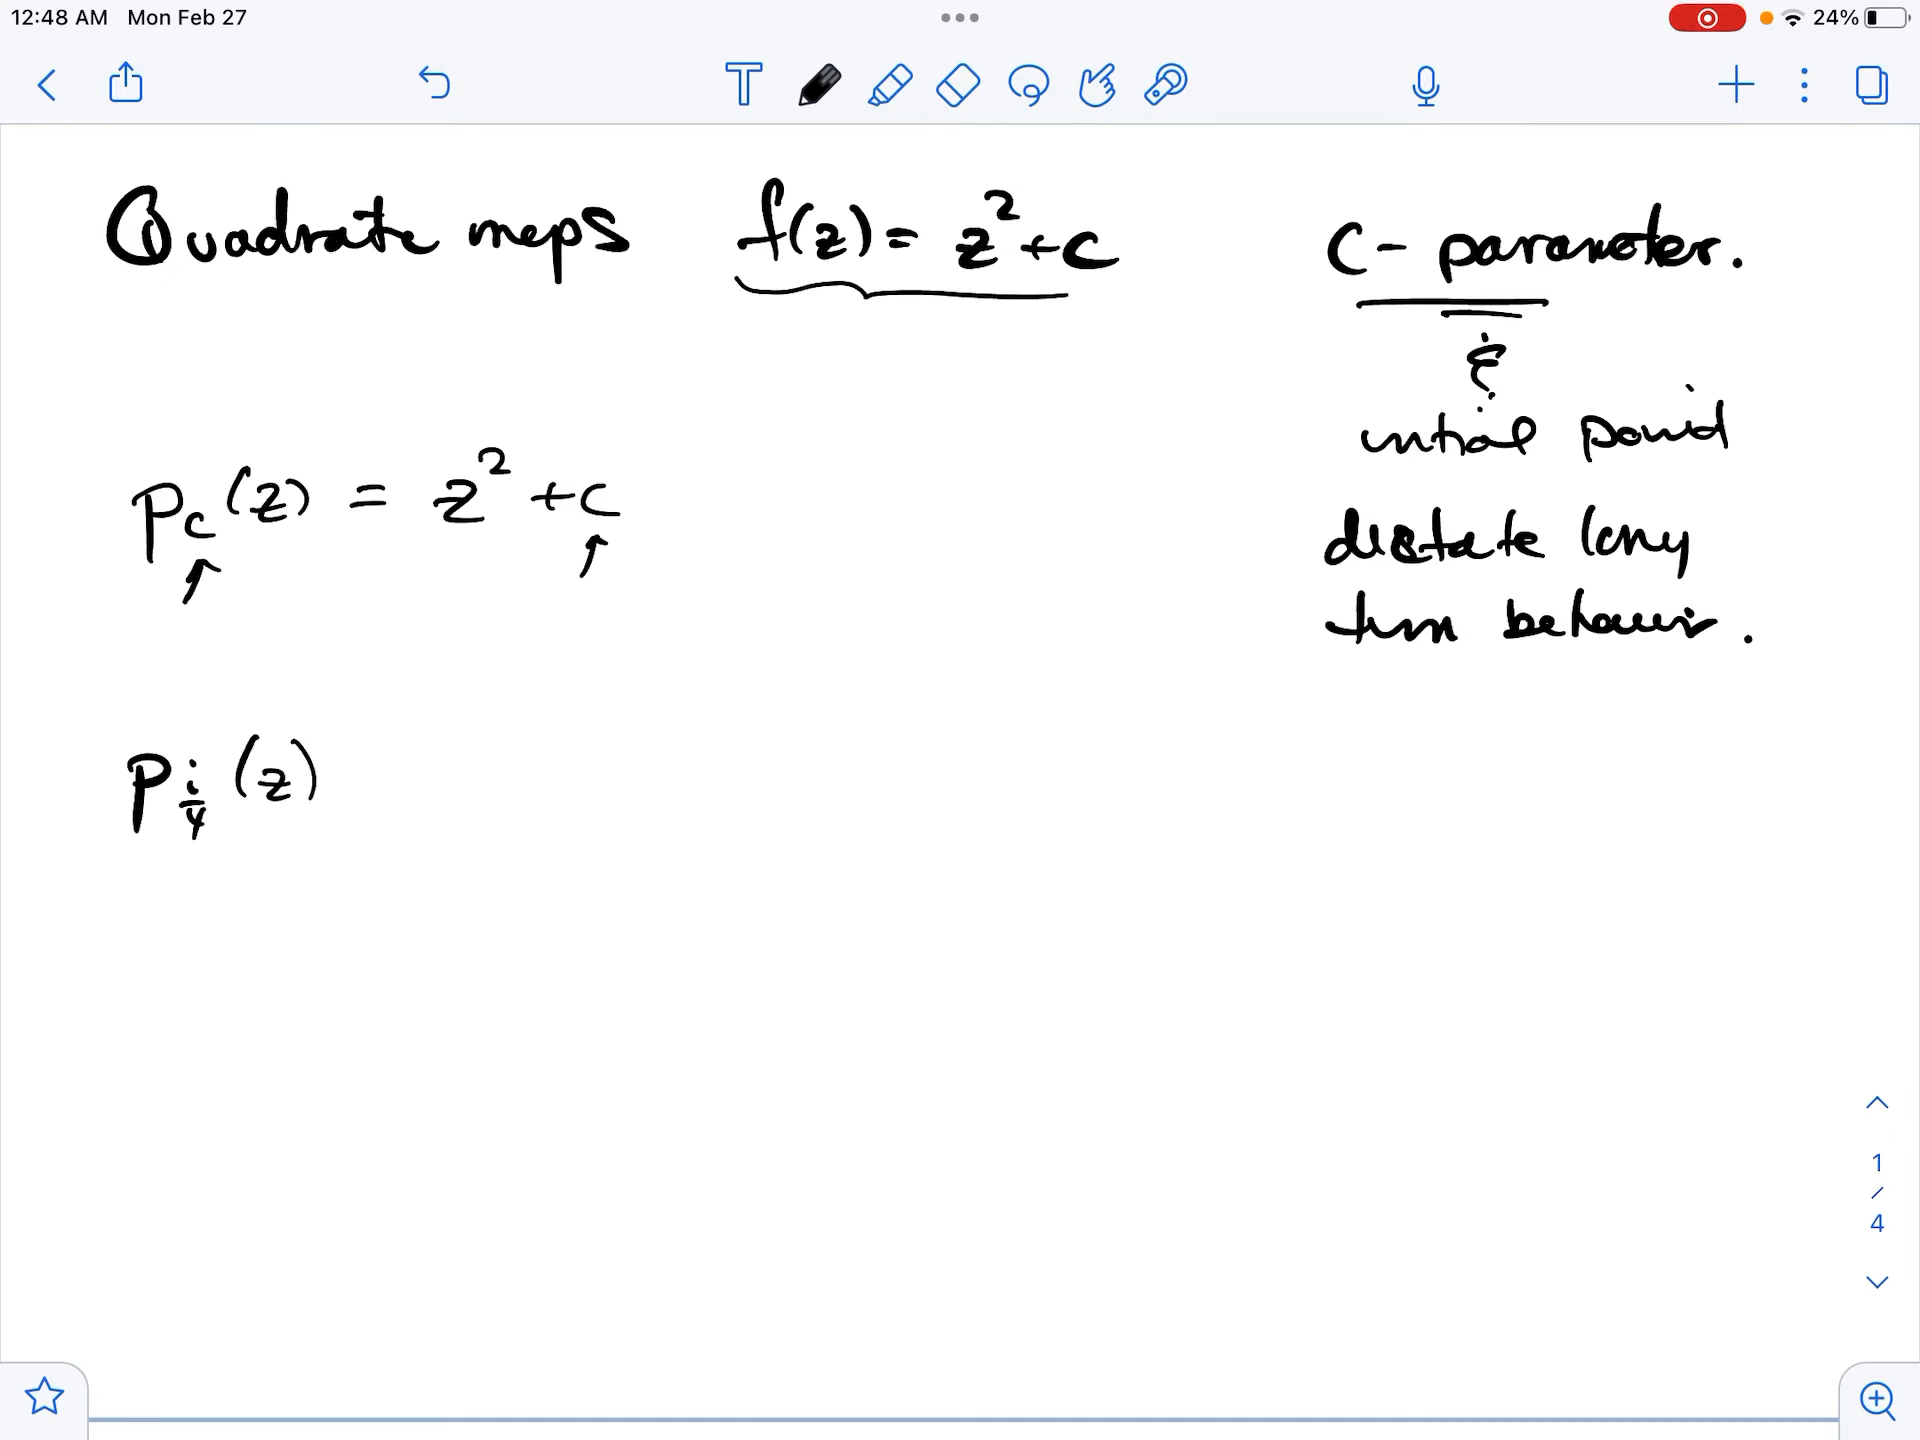 12:48 AM Mon Feb 27
24%
Quadratic maps f(z) = z² + c c - parameter.
&
initial point
p_c(z) = z² + c
dictate long
term behavior.
p_{i/4}(z)
1
/
4